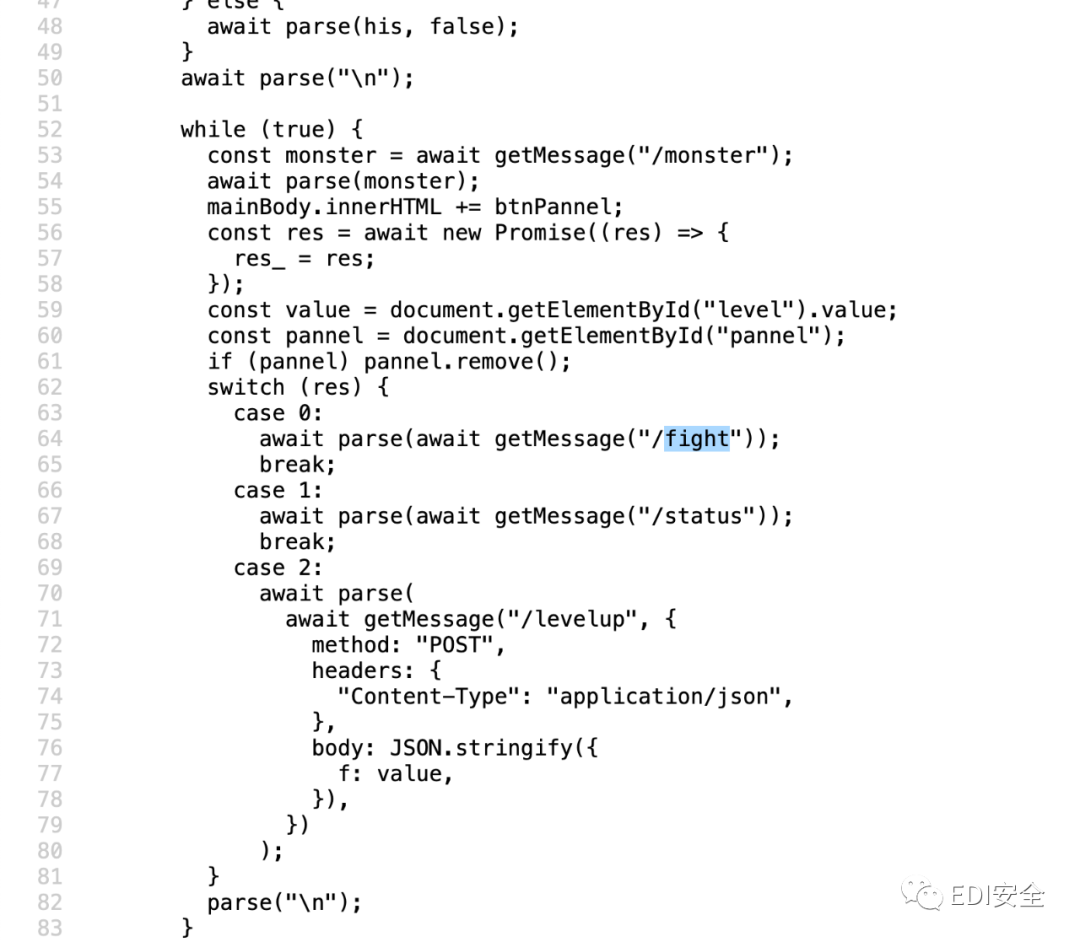 47 } else {
48 await parse(his, false);
49 }
50 await parse("\n");
51
52 while (true) {
53 const monster = await getMessage("/monster");
54 await parse(monster);
55 mainBody.innerHTML += btnPannel;
56 const res = await new Promise((res) => {
57 res_ = res;
58 });
59 const value = document.getElementById("level").value;
60 const pannel = document.getElementById("pannel");
61 if (pannel) pannel.remove();
62 switch (res) {
63 case 0:
64 await parse(await getMessage("/fight"));
65 break;
66 case 1:
67 await parse(await getMessage("/status"));
68 break;
69 case 2:
70 await parse(
71 await getMessage("/levelup", {
72 method: "POST",
73 headers: {
74 "Content-Type": "application/json",
75 },
76 body: JSON.stringify({
77 f: value,
78 }),
79 })
80 );
81 }
82 parse("\n");
83 }
EDI安全